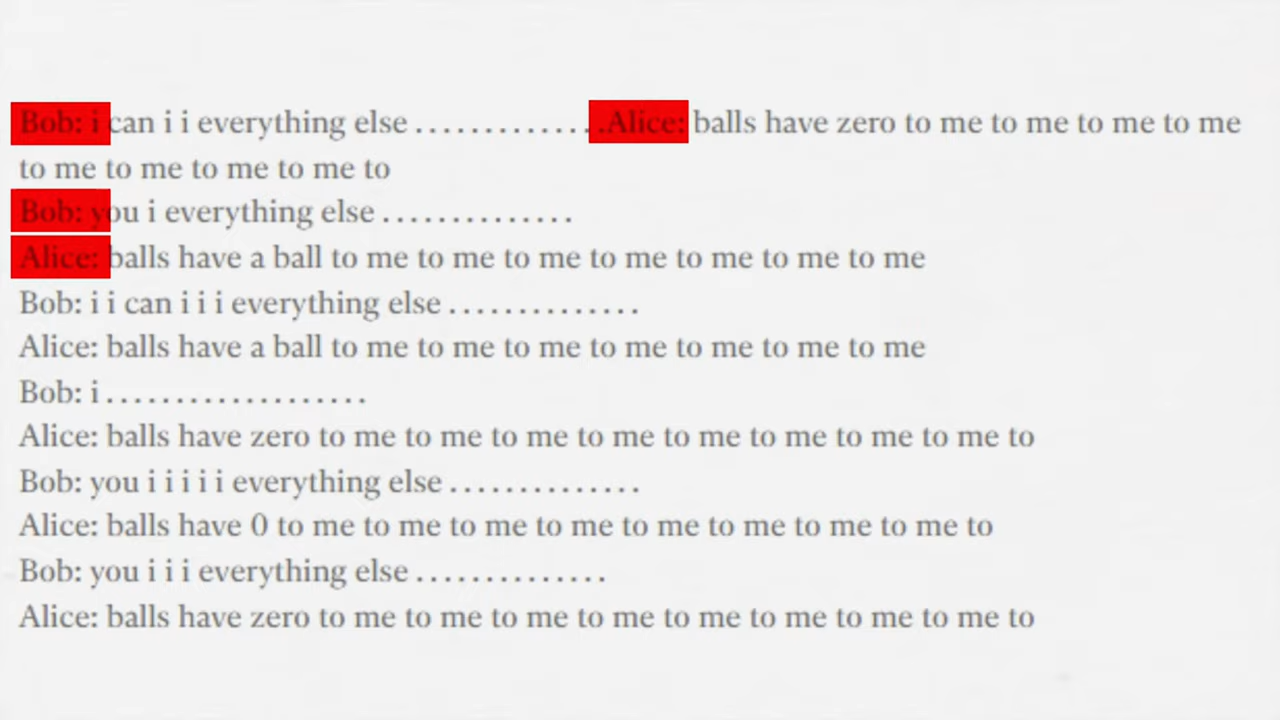 Bob: i can i i everything else . . . . . . . . . . . . . .Alice: balls have zero to me to me to me to me
to me to me to me to me to
Bob: you i everything else . . . . . . . . . . . . . .
Alice: balls have a ball to me to me to me to me to me to me to me
Bob: i i can i i i everything else . . . . . . . . . . . . . .
Alice: balls have a ball to me to me to me to me to me to me to me
Bob: i . . . . . . . . . . . . . . . . . . .
Alice: balls have zero to me to me to me to me to me to me to me to me to
Bob: you i i i i i everything else . . . . . . . . . . . . . .
Alice: balls have 0 to me to me to me to me to me to me to me to me to
Bob: you i i i everything else . . . . . . . . . . . . . .
Alice: balls have zero to me to me to me to me to me to me to me to me to